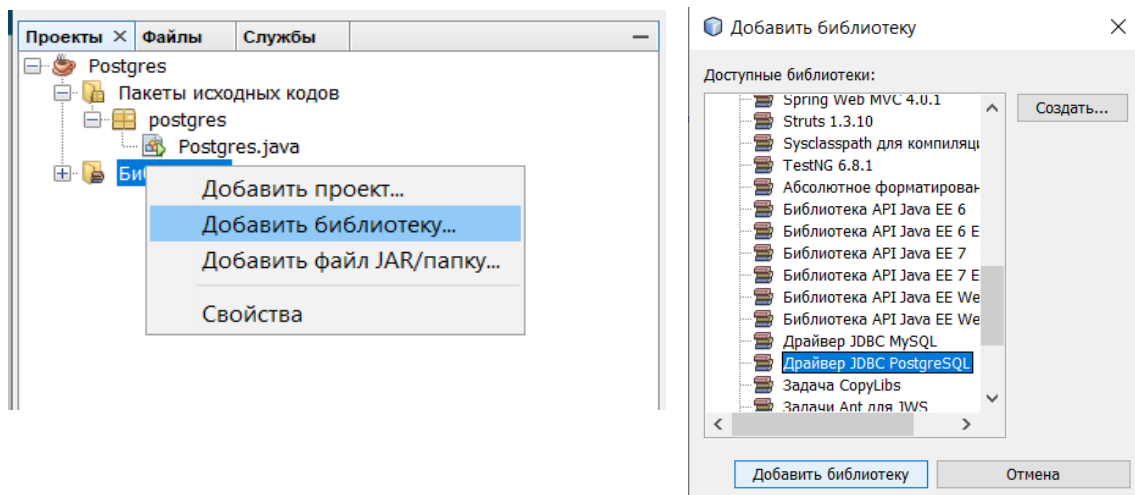 Проекты
Файлы
Службы
Postgres
Пакеты исходных кодов
postgres
Postgres.java
Би
Добавить проект...
Добавить библиотеку...
Добавить файл JAR/папку...
Свойства
Добавить библиотеку
Доступные библиотеки:
Spring Web MVC 4.0.1
Struts 1.3.10
Sysclasspath для компиляци
TestNG 6.8.1
Абсолютное форматирован
Библиотека API Java EE 6
Библиотека API Java EE 6 E
Библиотека API Java EE 7
Библиотека API Java EE 7 E
Библиотека API Java EE We
Библиотека API Java EE We
Драйвер JDBC MySQL
Драйвер JDBC PostgreSQL
Задача CopyLibs
Задачи Ant для JWS
Создать...
Добавить библиотеку
Отмена